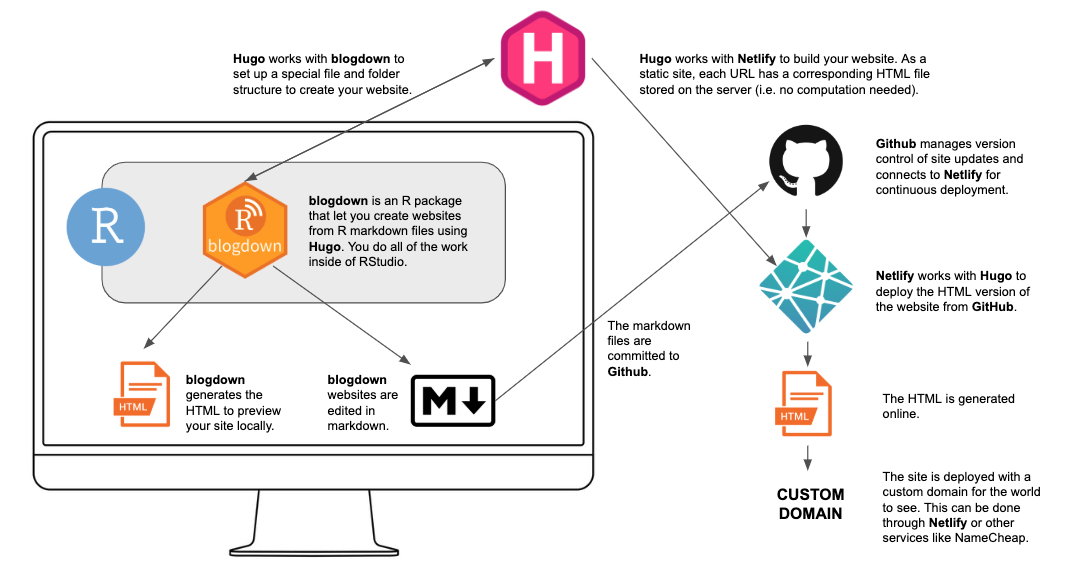 H
Hugo works with blogdown to
set up a special file and folder
structure to create your website.
Hugo works with Netlify to build your website. As a
static site, each URL has a corresponding HTML file
stored on the server (i.e. no computation needed).
Github manages version
control of site updates and
connects to Netlify for
continuous deployment.
R
R
blogdown
blogdown is an R package
that let you create websites
from R markdown files using
Hugo. You do all of the work
inside of RStudio.
Netlify works with Hugo to
deploy the HTML version of
the website from GitHub.
The markdown
files are
committed to
Github.
HTML
blogdown
generates the
HTML to preview
your site locally.
blogdown
websites are
edited in
markdown.
M
HTML
The HTML is generated
online.
CUSTOM
DOMAIN
The site is deployed with a
custom domain for the world
to see. This can be done
through Netlify or other
services like NameCheap.